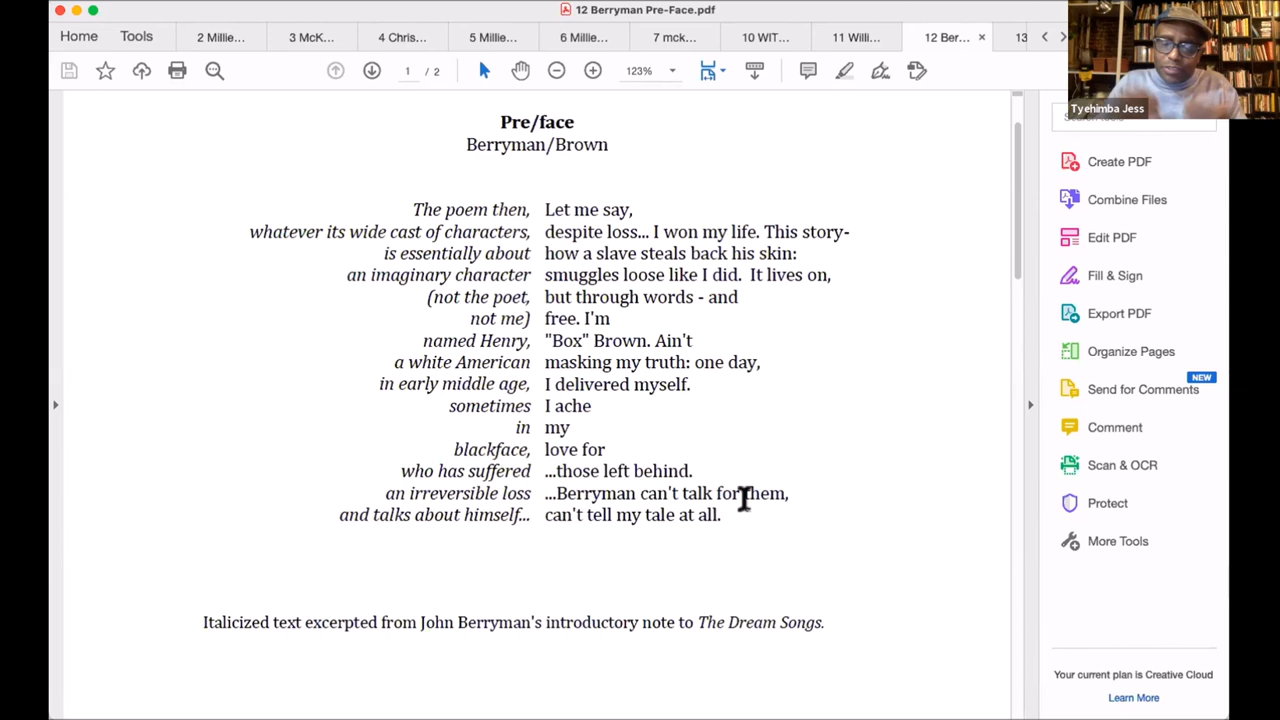 12 Berryman Pre-Face.pdf
Home Tools 2 Millie... 3 McK... 4 Chris... 5 Millie... 6 Millie... 7 mck... 10 WIT... 11 Willi... 12 Ber... × 13
1 / 2 123%
Tyehimba Jess
Pre/face
Berryman/Brown
The poem then, Let me say,
whatever its wide cast of characters, despite loss... I won my life. This story-
is essentially about how a slave steals back his skin:
an imaginary character smuggles loose like I did. It lives on,
(not the poet, but through words - and
not me) free. I'm
named Henry, "Box" Brown. Ain't
a white American masking my truth: one day,
in early middle age, I delivered myself.
sometimes I ache
in my
blackface, love for
who has suffered ...those left behind.
an irreversible loss ...Berryman can't talk for them,
and talks about himself... can't tell my tale at all.
Italicized text excerpted from John Berryman's introductory note to The Dream Songs.
Search tools
Create PDF
Combine Files
Edit PDF
Fill & Sign
Export PDF
Organize Pages
NEW
Send for Comments
Comment
Scan & OCR
Protect
More Tools
Your current plan is Creative Cloud
Learn More